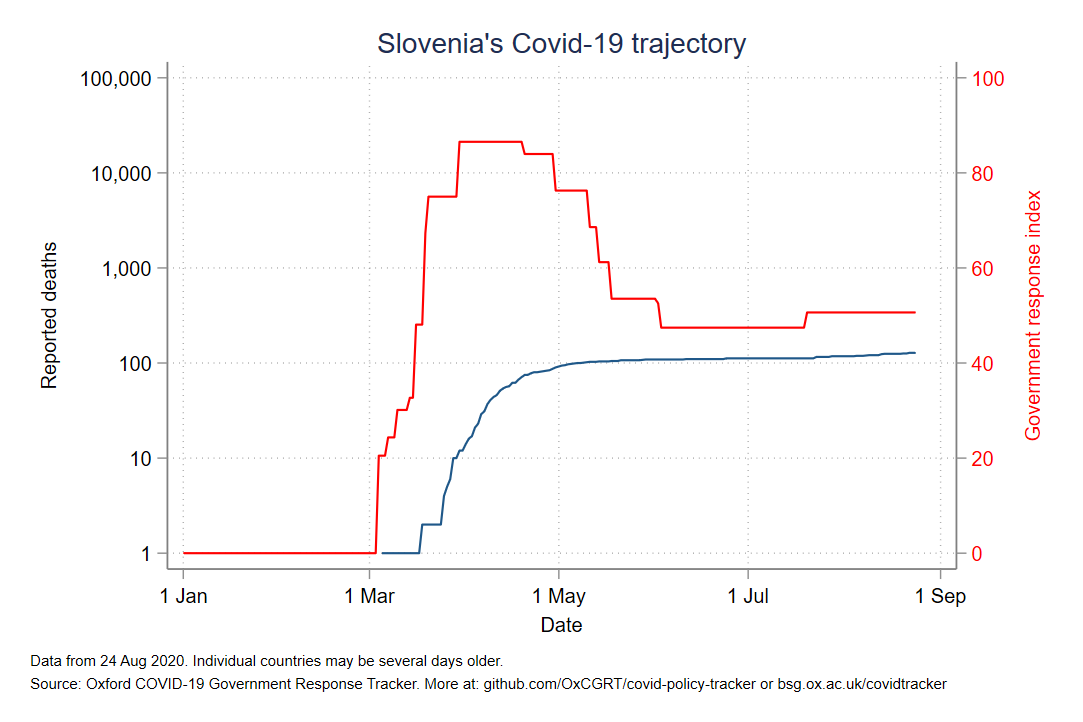 Slovenia's Covid-19 trajectory
100,000
10,000
1,000
100
10
1
Reported deaths
100
80
60
40
20
0
Government response index
1 Jan
1 Mar
1 May
1 Jul
1 Sep
Date
Data from 24 Aug 2020. Individual countries may be several days older.
Source: Oxford COVID-19 Government Response Tracker. More at: github.com/OxCGRT/covid-policy-tracker or bsg.ox.ac.uk/covidtracker